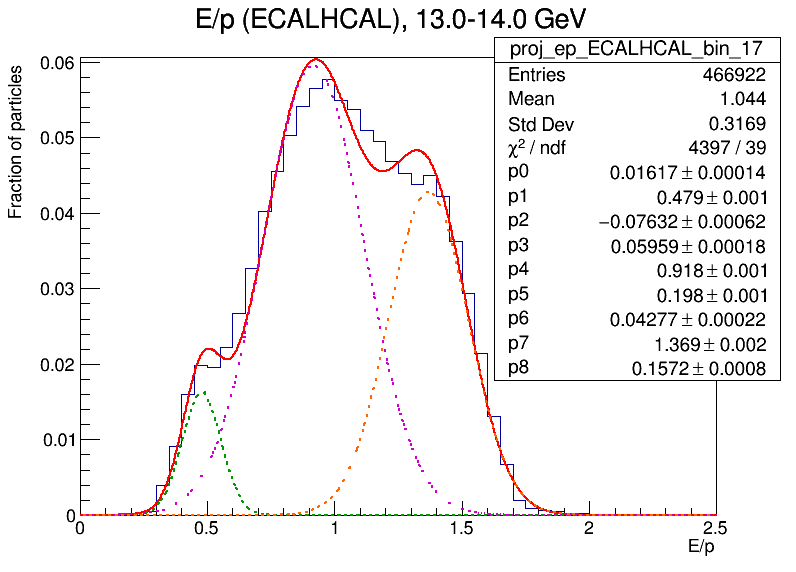 E/p (ECALHCAL), 13.0-14.0 GeV
proj_ep_ECALHCAL_bin_17
Entries 466922
Mean 1.044
Std Dev 0.3169
χ² / ndf 4397 / 39
p0 0.01617 ± 0.00014
p1 0.479 ± 0.001
p2 −0.07632 ± 0.00062
p3 0.05959 ± 0.00018
p4 0.918 ± 0.001
p5 0.198 ± 0.001
p6 0.04277 ± 0.00022
p7 1.369 ± 0.002
p8 0.1572 ± 0.0008
Fraction of particles
0.06
0.05
0.04
0.03
0.02
0.01
0
0 0.5 1 1.5 2 2.5
E/p